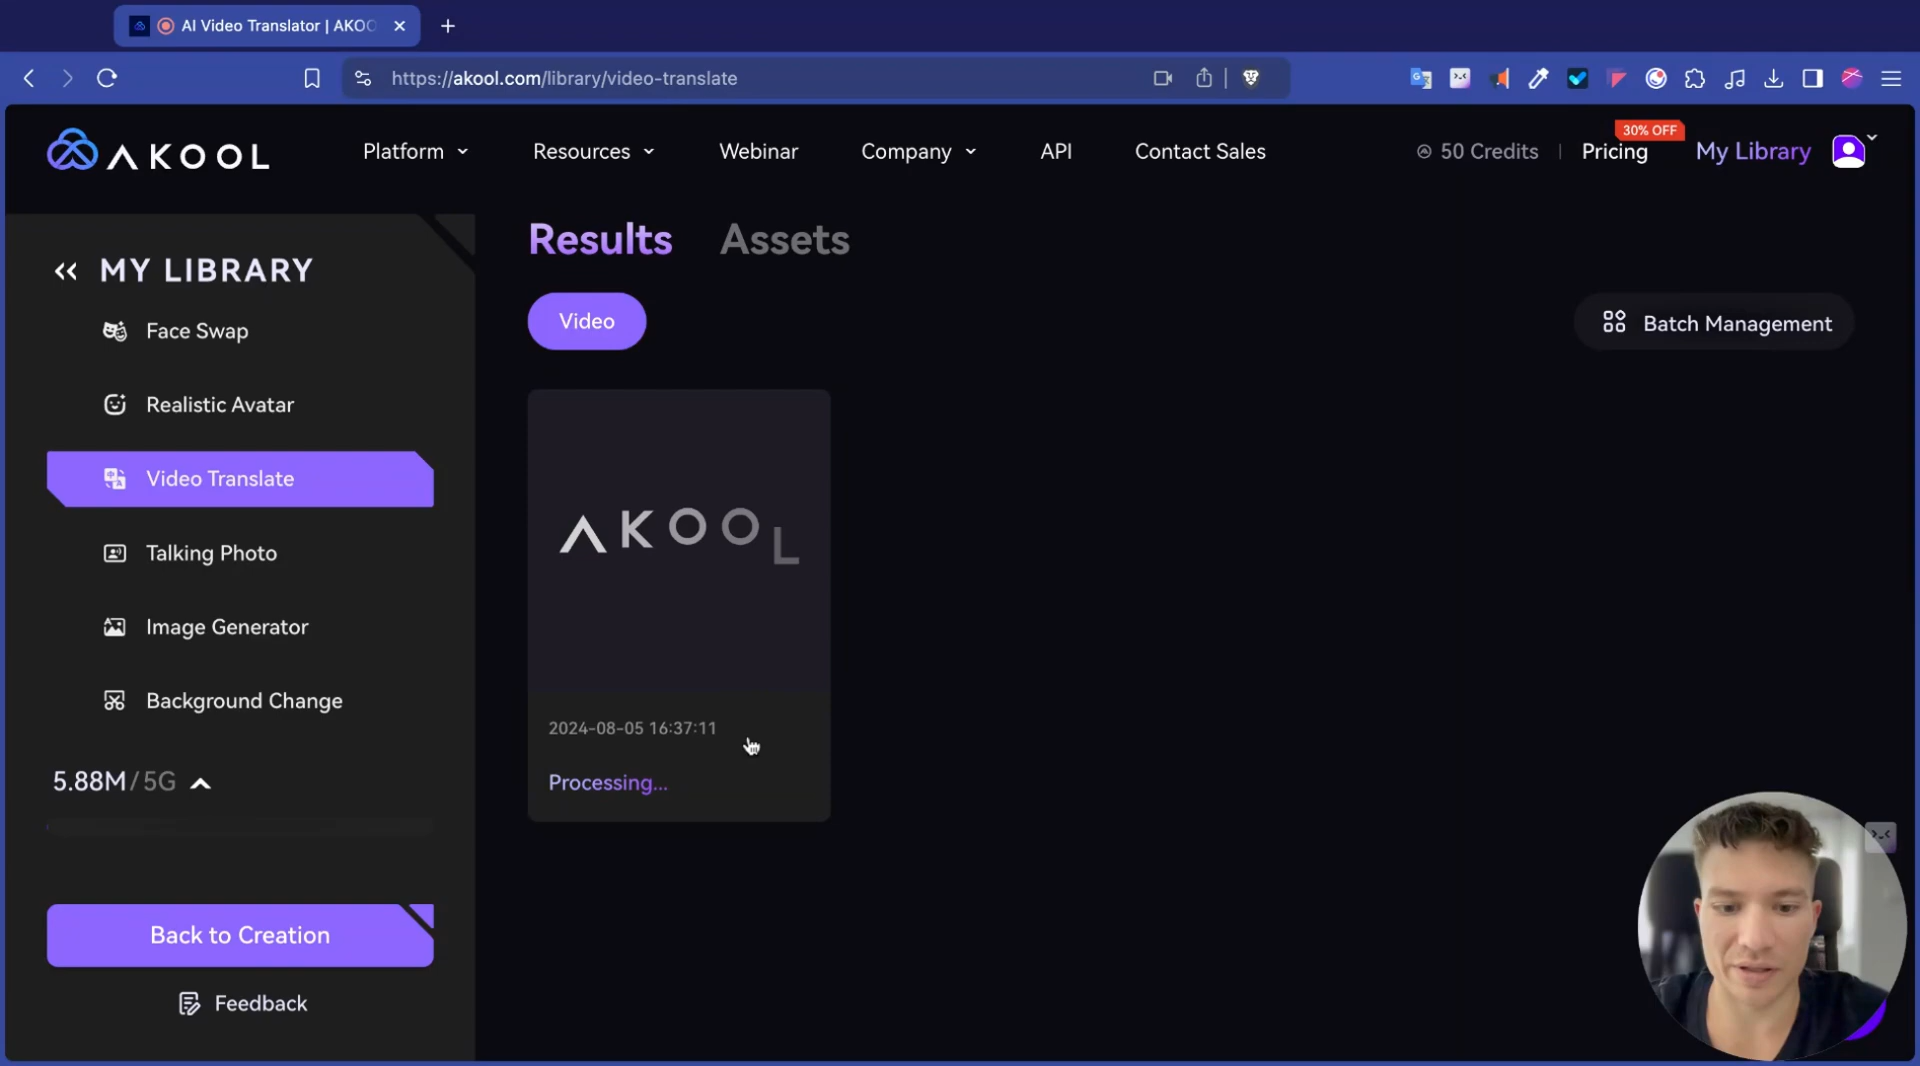 AI Video Translator | AKOO
https://akool.com/library/video-translate
AKOOL
Platform
Resources
Webinar
Company
API
Contact Sales
50 Credits
30% OFF
Pricing
My Library
MY LIBRARY
Face Swap
Realistic Avatar
Video Translate
Talking Photo
Image Generator
Background Change
5.88M/5G
Back to Creation
Feedback
Results
Assets
Video
Batch Management
AKOOL
2024-08-05 16:37:11
Processing...